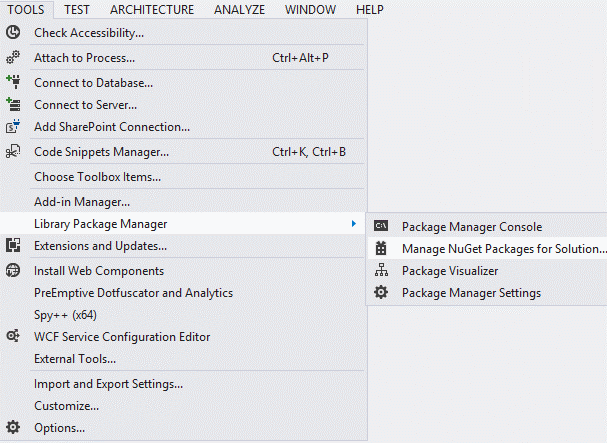 TOOLS TEST ARCHITECTURE ANALYZE WINDOW HELP
Check Accessibility...
Attach to Process... Ctrl+Alt+P
Connect to Database...
Connect to Server...
Add SharePoint Connection...
Code Snippets Manager... Ctrl+K, Ctrl+B
Choose Toolbox Items...
Add-in Manager...
Library Package Manager
Extensions and Updates...
Install Web Components
PreEmptive Dotfuscator and Analytics
Spy++ (x64)
WCF Service Configuration Editor
External Tools...
Import and Export Settings...
Customize...
Options...
C:\ Package Manager Console
Manage NuGet Packages for Solution...
Package Visualizer
Package Manager Settings